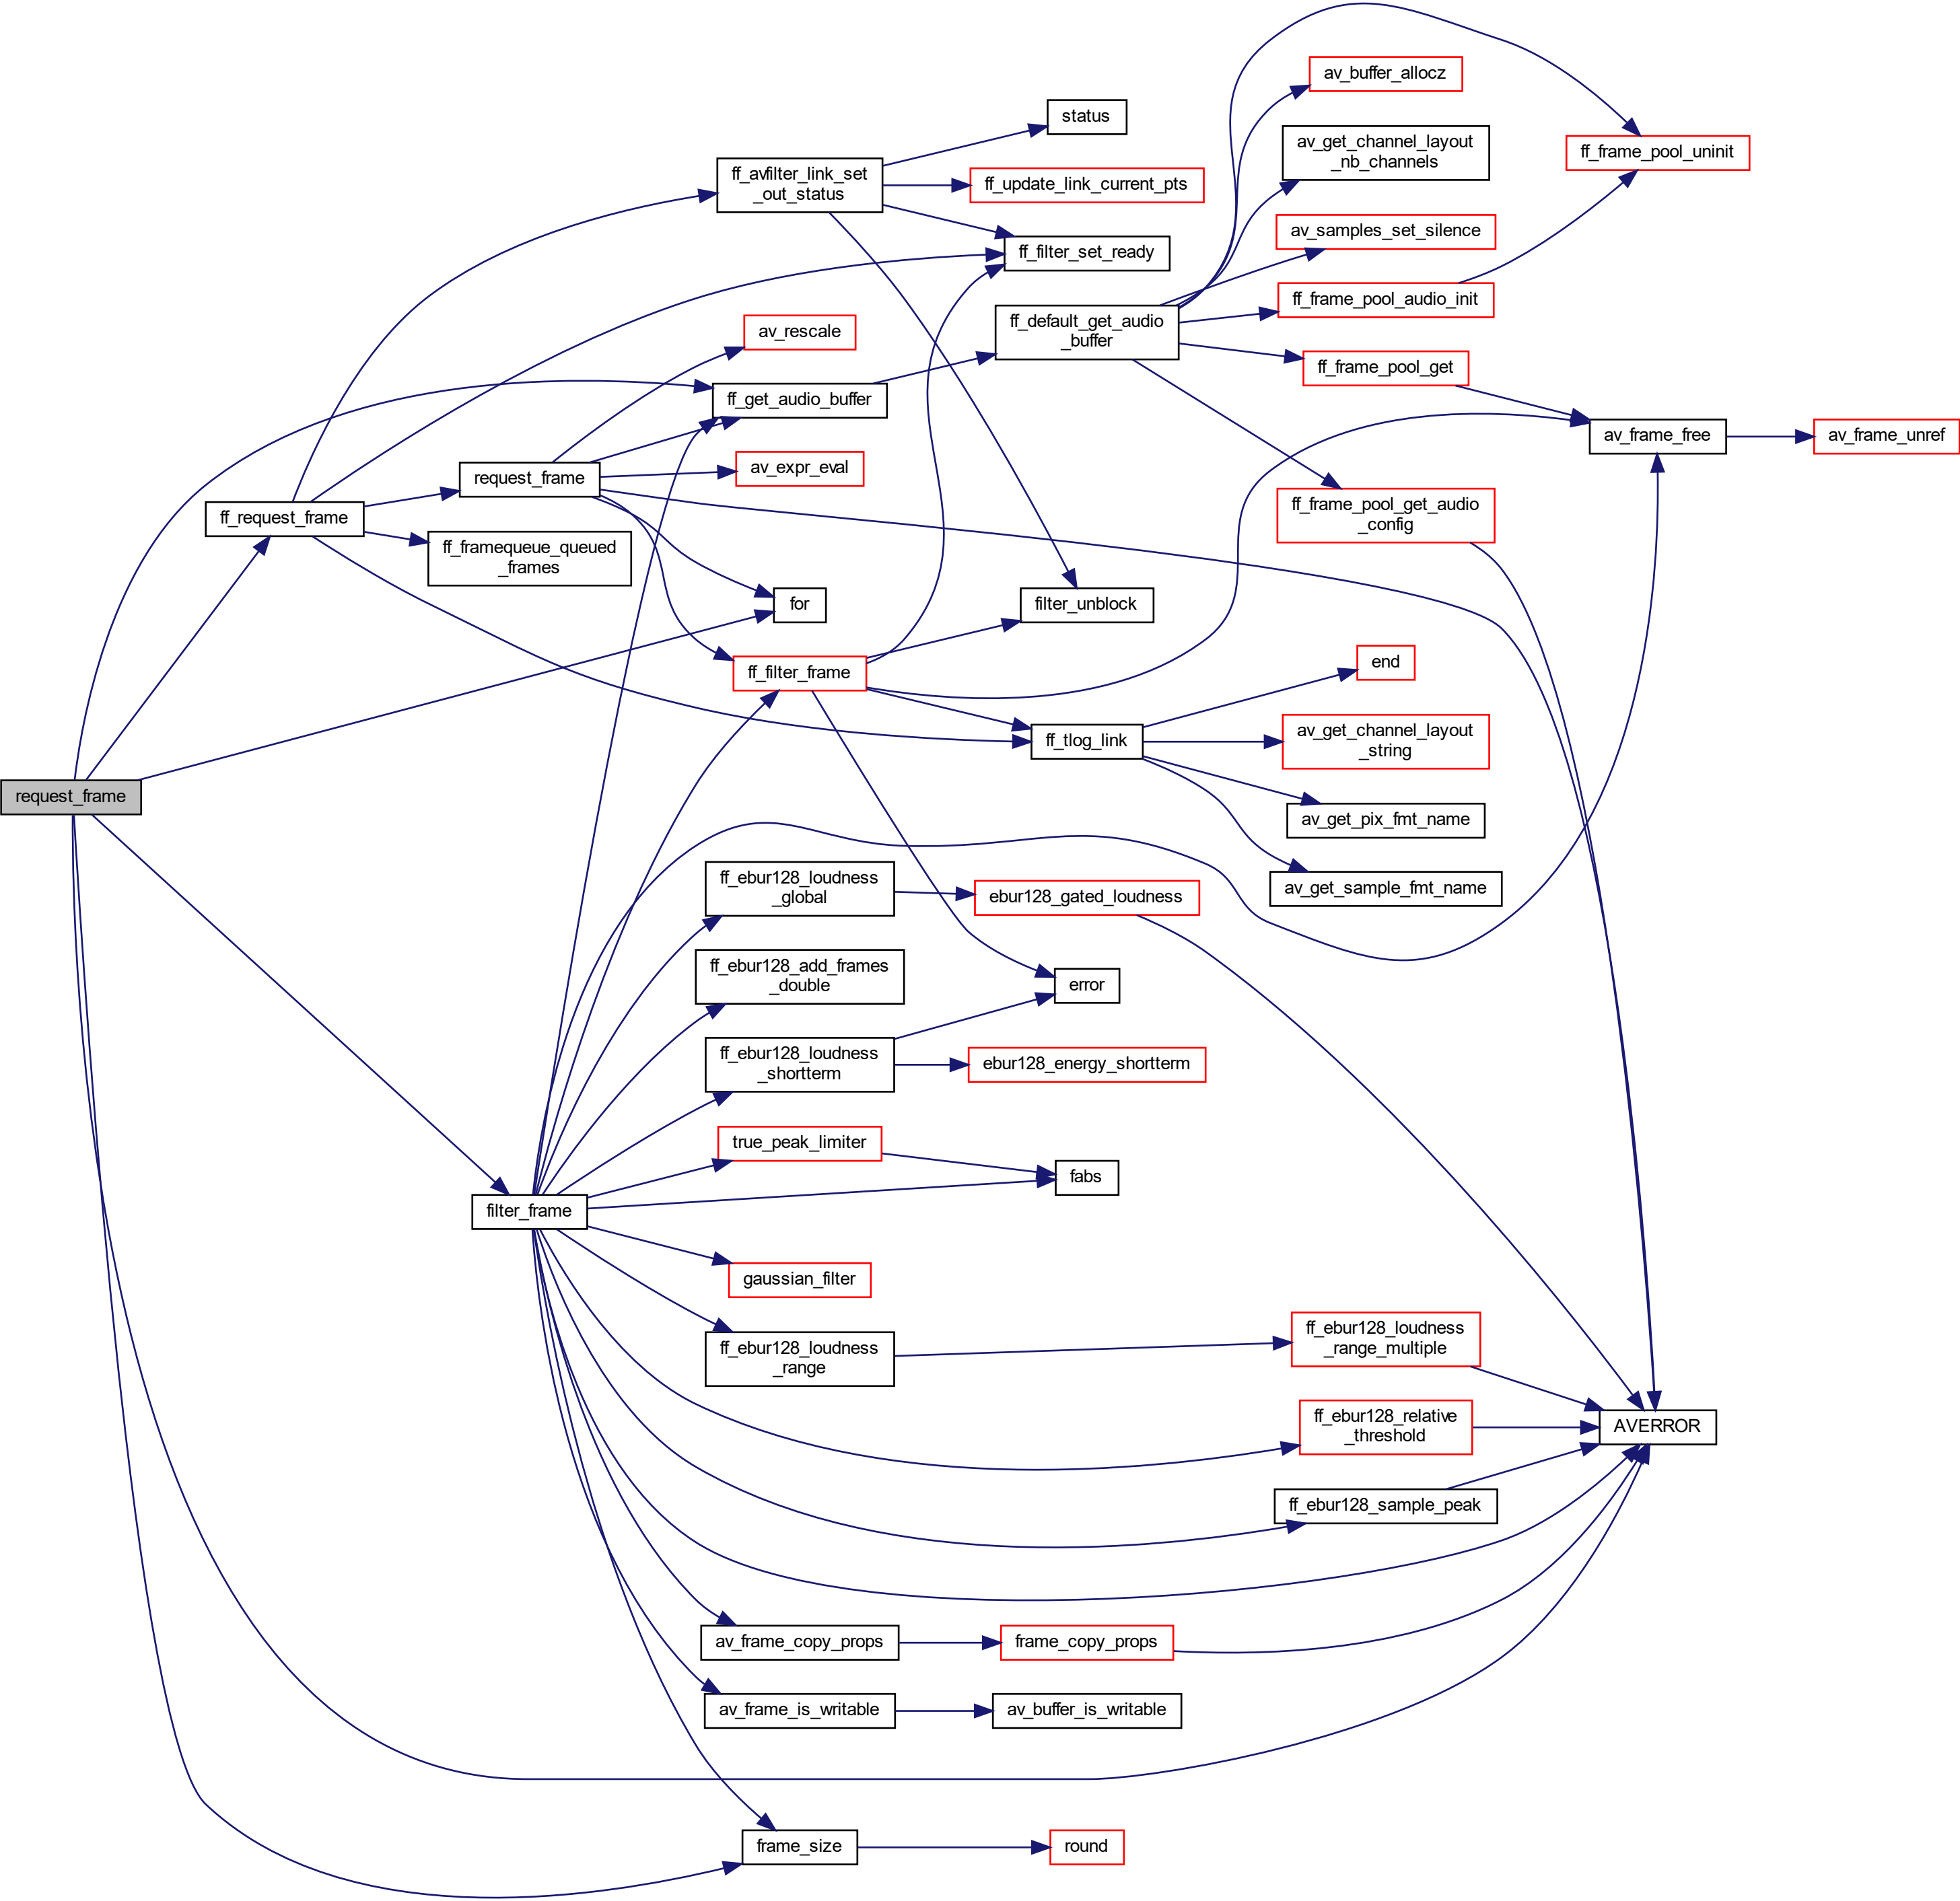 status
ff_avfilter_link_set
_out_status
ff_update_link_current_pts
ff_filter_set_ready
av_buffer_allocz
av_get_channel_layout
_nb_channels
ff_frame_pool_uninit
av_samples_set_silence
ff_frame_pool_audio_init
ff_default_get_audio
_buffer
ff_frame_pool_get
av_rescale
ff_get_audio_buffer
av_frame_free
av_frame_unref
av_expr_eval
request_frame
ff_request_frame
ff_framequeue_queued
_frames
ff_frame_pool_get_audio
_config
for
filter_unblock
ff_filter_frame
end
ff_tlog_link
av_get_channel_layout
_string
av_get_pix_fmt_name
av_get_sample_fmt_name
request_frame
ff_ebur128_loudness
_global
ebur128_gated_loudness
ff_ebur128_add_frames
_double
error
ff_ebur128_loudness
_shortterm
ebur128_energy_shortterm
true_peak_limiter
fabs
filter_frame
gaussian_filter
ff_ebur128_loudness
_range
ff_ebur128_loudness
_range_multiple
ff_ebur128_relative
_threshold
AVERROR
ff_ebur128_sample_peak
av_frame_copy_props
frame_copy_props
av_frame_is_writable
av_buffer_is_writable
frame_size
round